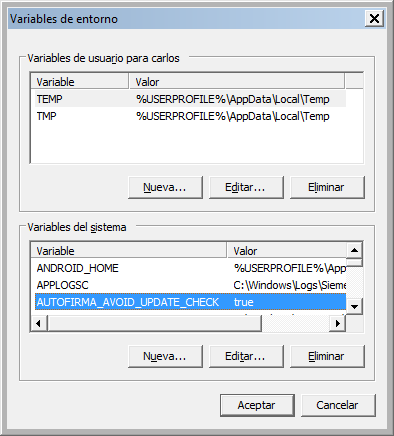 Variables de entorno
Variables de usuario para carlos
Variable Valor
TEMP %USERPROFILE%\AppData\Local\Temp
TMP %USERPROFILE%\AppData\Local\Temp
Nueva... Editar... Eliminar
Variables del sistema
Variable Valor
ANDROID_HOME %USERPROFILE%\App
APPLOGSC C:\Windows\Logs\Sieme
AUTOFIRMA_AVOID_UPDATE_CHECK true
Nueva... Editar... Eliminar
Aceptar Cancelar